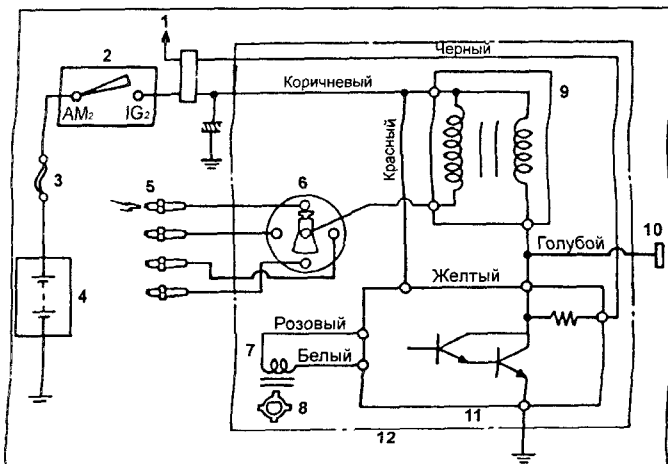 1
2
Черный
Коричневый
9
AM₂
IG₂
Красный
3
5
6
10
Голубой
4
Желтый
Розовый
7
Белый
8
11
12